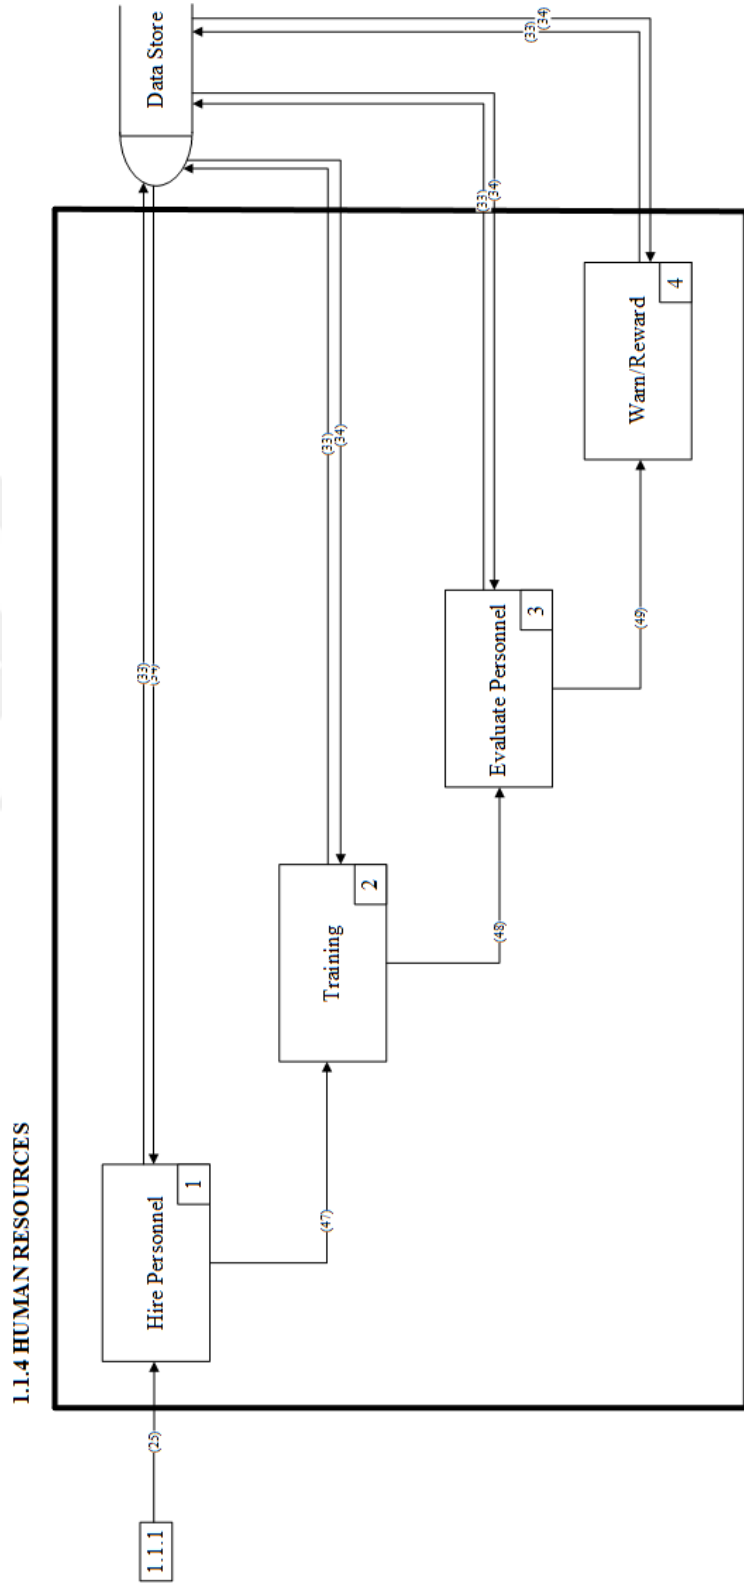 1.1.4 HUMAN RESOURCES
1.1.1
(25)
Hire Personnel
1
(33)
(34)
Data Store
(47)
Training
2
(33)
(34)
(48)
Evaluate Personnel
3
(33)
(34)
(49)
Warn/Reward
4
(33)
(34)